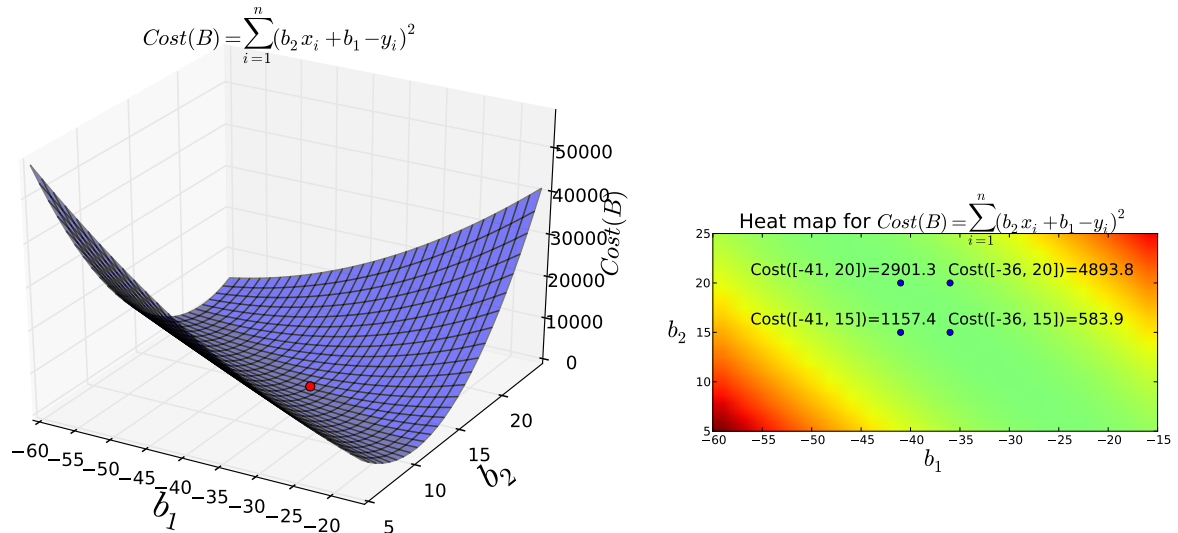 Cost(B) = \sum_{i=1}^{n} (b_2 x_i + b_1 − y_i)^2
50000
40000
30000
20000
10000
0
Cost(B)
−60
−55
−50
−45
−40
−35
−30
−25
−20
b_1
5
10
15
20
b_2
Heat map for Cost(B) = \sum_{i=1}^{n} (b_2 x_i + b_1 − y_i)^2
25
20
15
10
5
b_2
Cost([-41, 20])=2901.3 Cost([-36, 20])=4893.8
Cost([-41, 15])=1157.4 Cost([-36, 15])=583.9
−60 −55 −50 −45 −40 −35 −30 −25 −20 −15
b_1